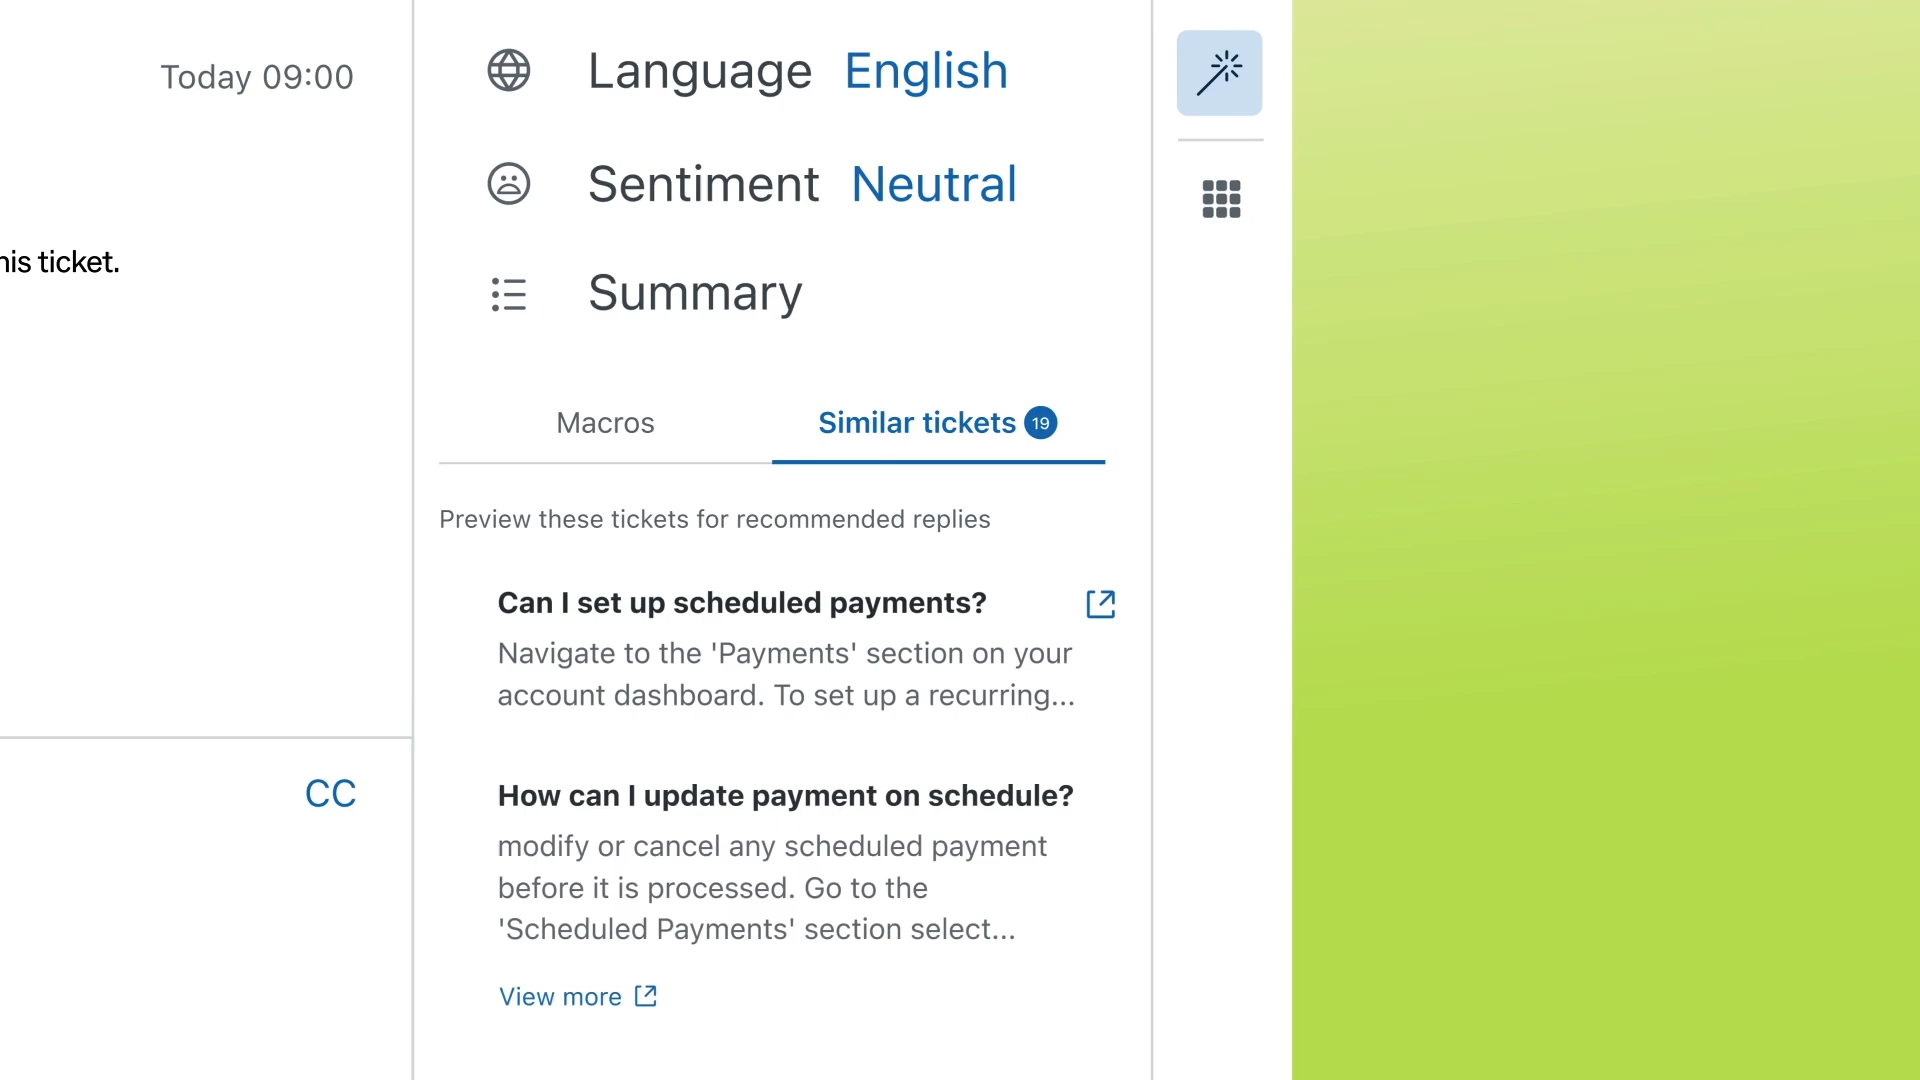 Today 09:00
his ticket.
CC
Language English
Sentiment Neutral
Summary
Macros
Similar tickets 19
Preview these tickets for recommended replies
Can I set up scheduled payments?
Navigate to the 'Payments' section on your
account dashboard. To set up a recurring...
How can I update payment on schedule?
modify or cancel any scheduled payment
before it is processed. Go to the
'Scheduled Payments' section select...
View more